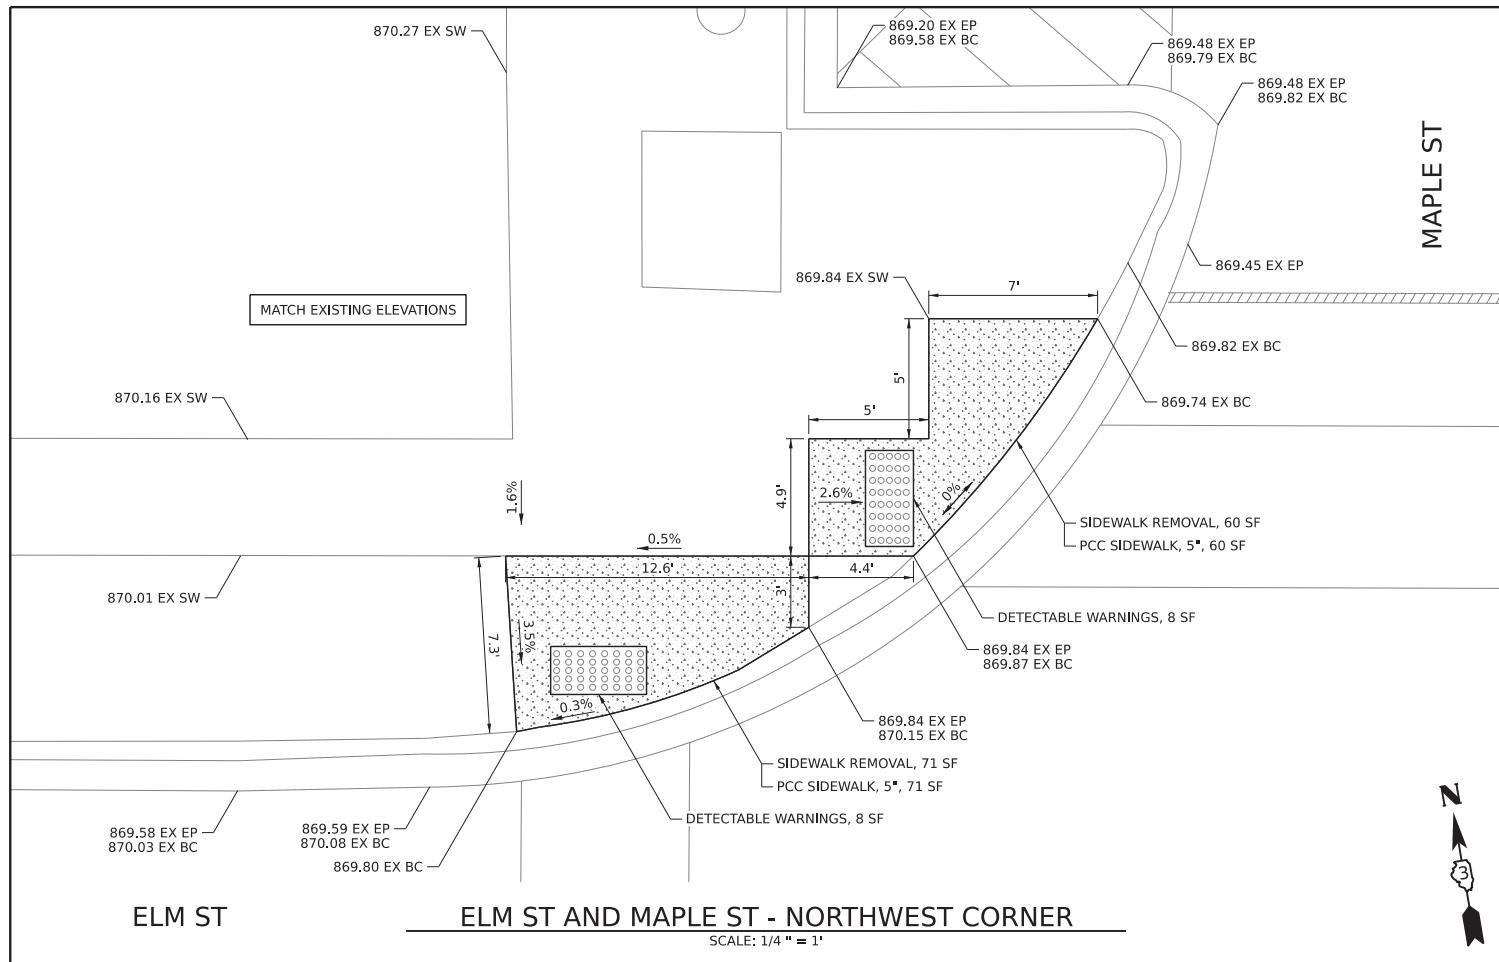 870.27 EX SW
869.20 EX EP
869.58 EX BC
869.48 EX EP
869.79 EX BC
869.48 EX EP
869.82 EX BC
MAPLE ST
869.45 EX EP
869.84 EX SW
7'
MATCH EXISTING ELEVATIONS
869.82 EX BC
5'
870.16 EX SW
869.74 EX BC
5'
1.6%
4.9'
2.6%
0%
SIDEWALK REMOVAL, 60 SF
PCC SIDEWALK, 5", 60 SF
0.5%
12.6'
4.4'
3'
870.01 EX SW
DETECTABLE WARNINGS, 8 SF
7.3'
3.5%
869.84 EX EP
869.87 EX BC
0.3%
869.84 EX EP
870.15 EX BC
SIDEWALK REMOVAL, 71 SF
PCC SIDEWALK, 5", 71 SF
DETECTABLE WARNINGS, 8 SF
869.58 EX EP
870.03 EX BC
869.59 EX EP
870.08 EX BC
869.80 EX BC
N
3
ELM ST
ELM ST AND MAPLE ST - NORTHWEST CORNER
SCALE: 1/4 " = 1'